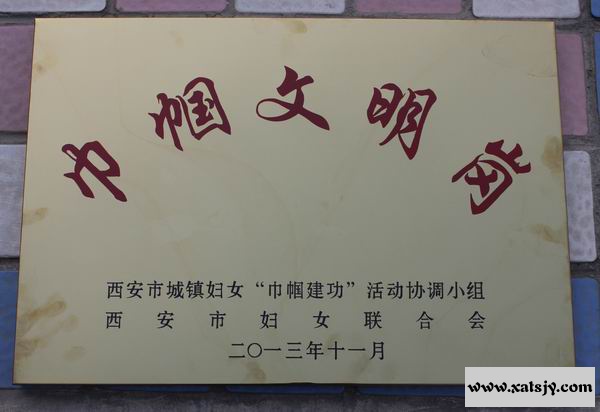 巾帼文明岗
西安市城镇妇女“巾帼建功”活动协调小组
西安市妇女联合会
二〇一三年十一月
www.xatsjy.com